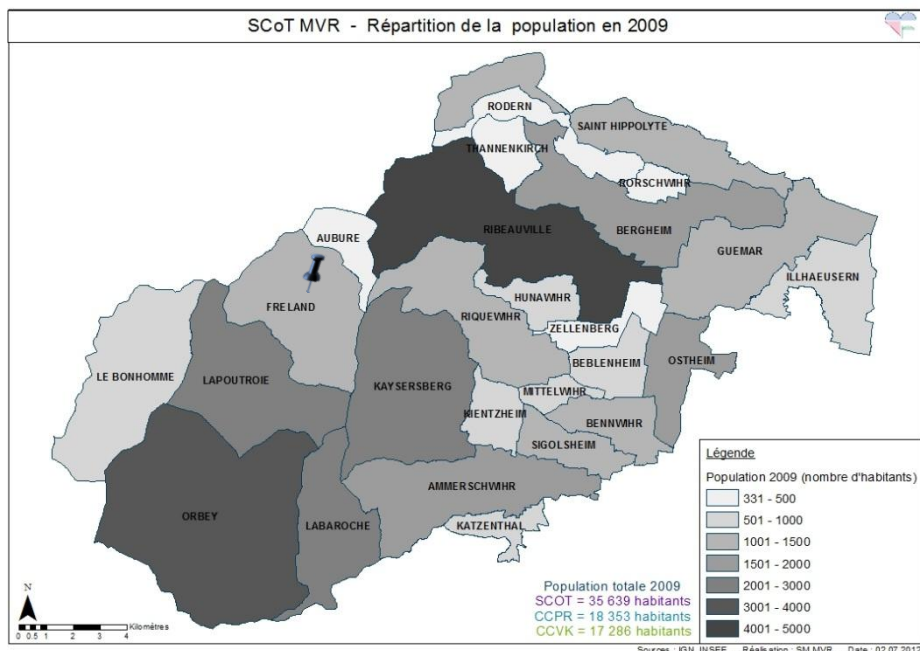 SCoT MVR - Répartition de la population en 2009
RODERN
SAINT HIPPOLYTE
THANNENKIRCH
RORSCHWIHR
AUBURE
RIBEAUVILLE
BERGHEIM
GUEMAR
ILLHAEUSERN
FRELAND
HUNAWIHR
RIQUEWIHR
ZELLENBERG
LE BONHOMME
LAPOUTROIE
KAYSERSBERG
BEBLENHEIM
OSTHEIM
MITTELWIHR
KIENTZHEIM
BENNWIHR
SIGOLSHEIM
AMMERSCHWIHR
ORBEY
LABAROCHE
KATZENTHAL
Légende
Population 2009 (nombre d'habitants)
331 - 500
501 - 1000
1001 - 1500
1501 - 2000
2001 - 3000
3001 - 4000
4001 - 5000
Population totale 2009
SCOT = 35 639 habitants
CCPR = 18 353 habitants
CCVK = 17 286 habitants
N
Kilomètres
0 0.5 1 2 3 4
Sources : IGN, INSEE Réalisation : SM MVR Date : 02.07.2012